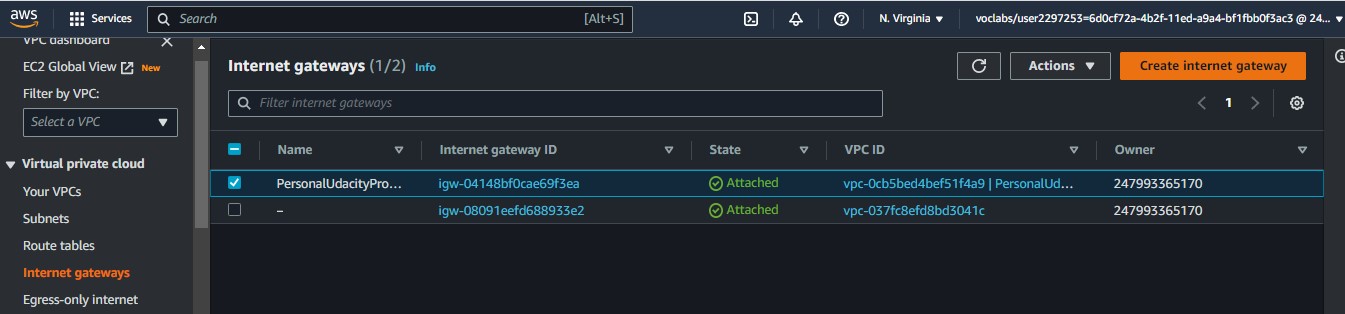 aws Services Search [Alt+S] N. Virginia voclabs/user2297253=6d0cf72a-4b2f-11ed-a9a4-bf1fbb0f3ac3 @ 24...
VPC dashboard
EC2 Global View New
Filter by VPC:
Select a VPC
Virtual private cloud
Your VPCs
Subnets
Route tables
Internet gateways
Egress-only internet
Internet gateways (1/2) Info
Actions
Create internet gateway
Filter internet gateways
1
Name Internet gateway ID State VPC ID Owner
PersonalUdacityPro... igw-04148bf0cae69f3ea Attached vpc-0cb5bed4bef51f4a9 | PersonalUd... 247993365170
– igw-08091eefd688933e2 Attached vpc-037fc8efd8bd3041c 247993365170